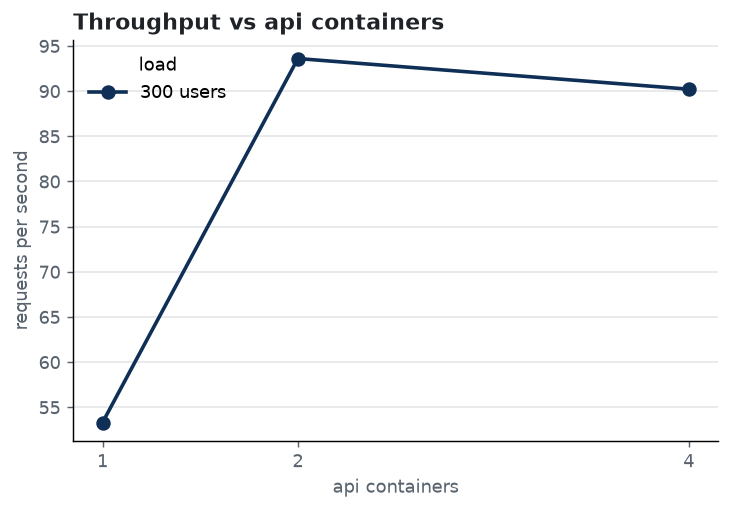 Throughput vs api containers
95
90
85
80
75
70
65
60
55
requests per second
load
300 users
1
2
4
api containers